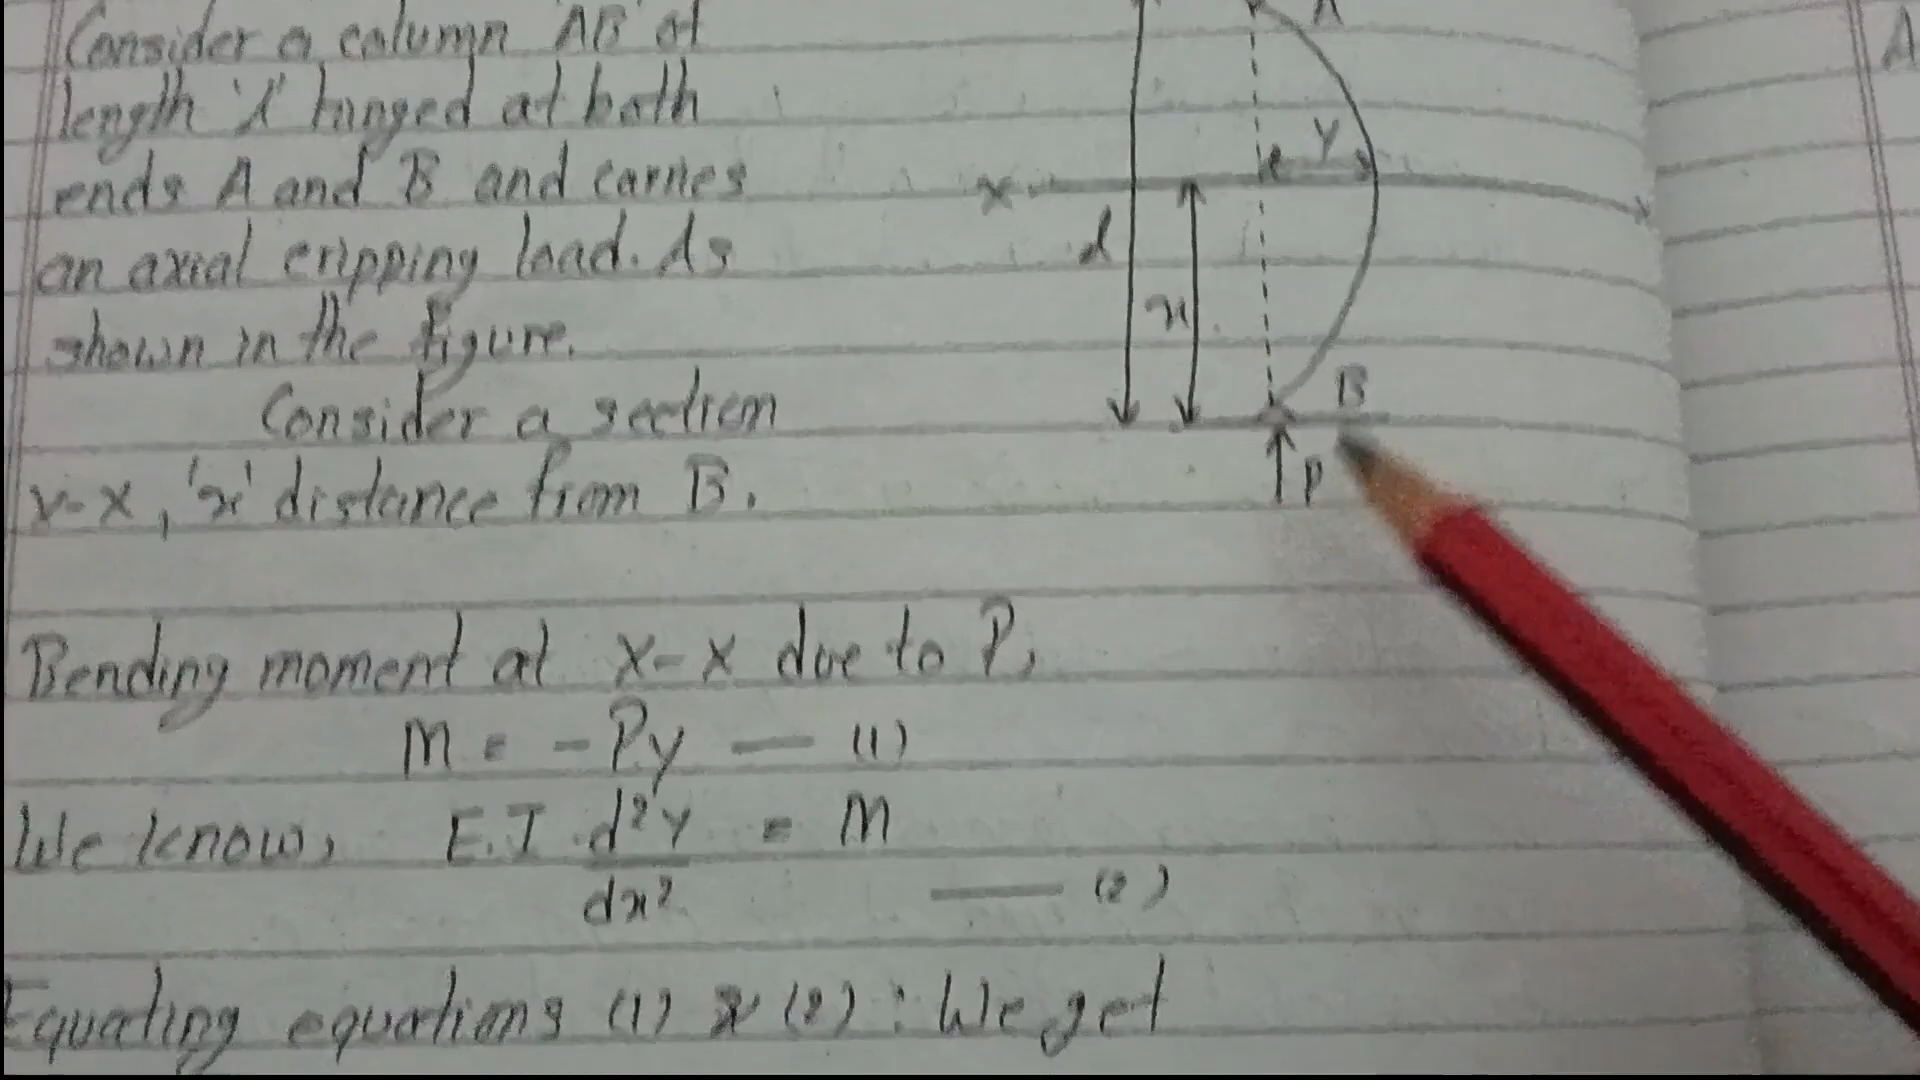 Consider a column 'AB' of
length 'l' hinged at both
ends A and B and carries
an axial cripping load. As
shown in the figure.
Consider a section
x-x, 'x' distance from B.
A
y
x
l
x
B
P
Bending moment at x-x due to P,
M = -Py — (1)
We know, E.I d²y = M
dx² — (2)
Equating equations (1) & (2) : We get
A